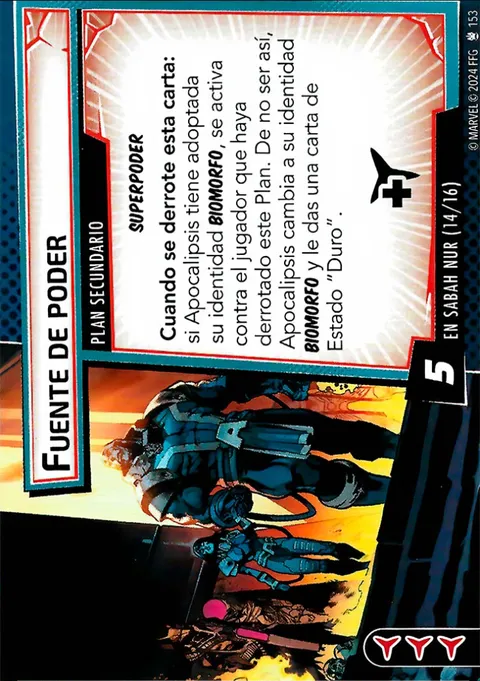 FUENTE DE PODER
PLAN SECUNDARIO
SUPERPODER
Cuando se derrote esta carta:
si Apocalipsis tiene adoptada
su identidad BIOMORFO, se activa
contra el jugador que haya
derrotado este Plan. De no ser así,
Apocalipsis cambia a su identidad
BIOMORFO y le das una carta de
Estado “Duro”.
5
EN SABAH NUR (14/16)
© MARVEL © 2024 FFG 153